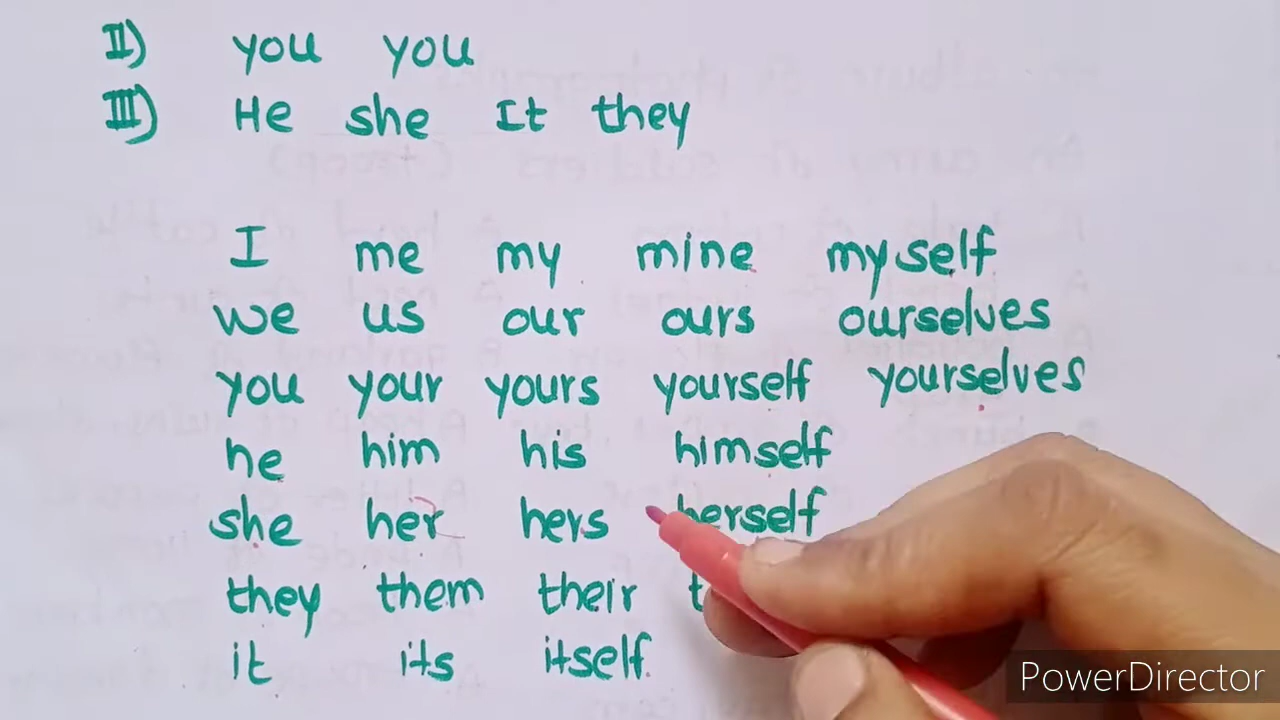 II) you you
III) He she It they
I me my mine myself
we us our ours ourselves
you your yours yourself yourselves
he him his himself
she her hers herself
they them their
it its itself.
PowerDirector